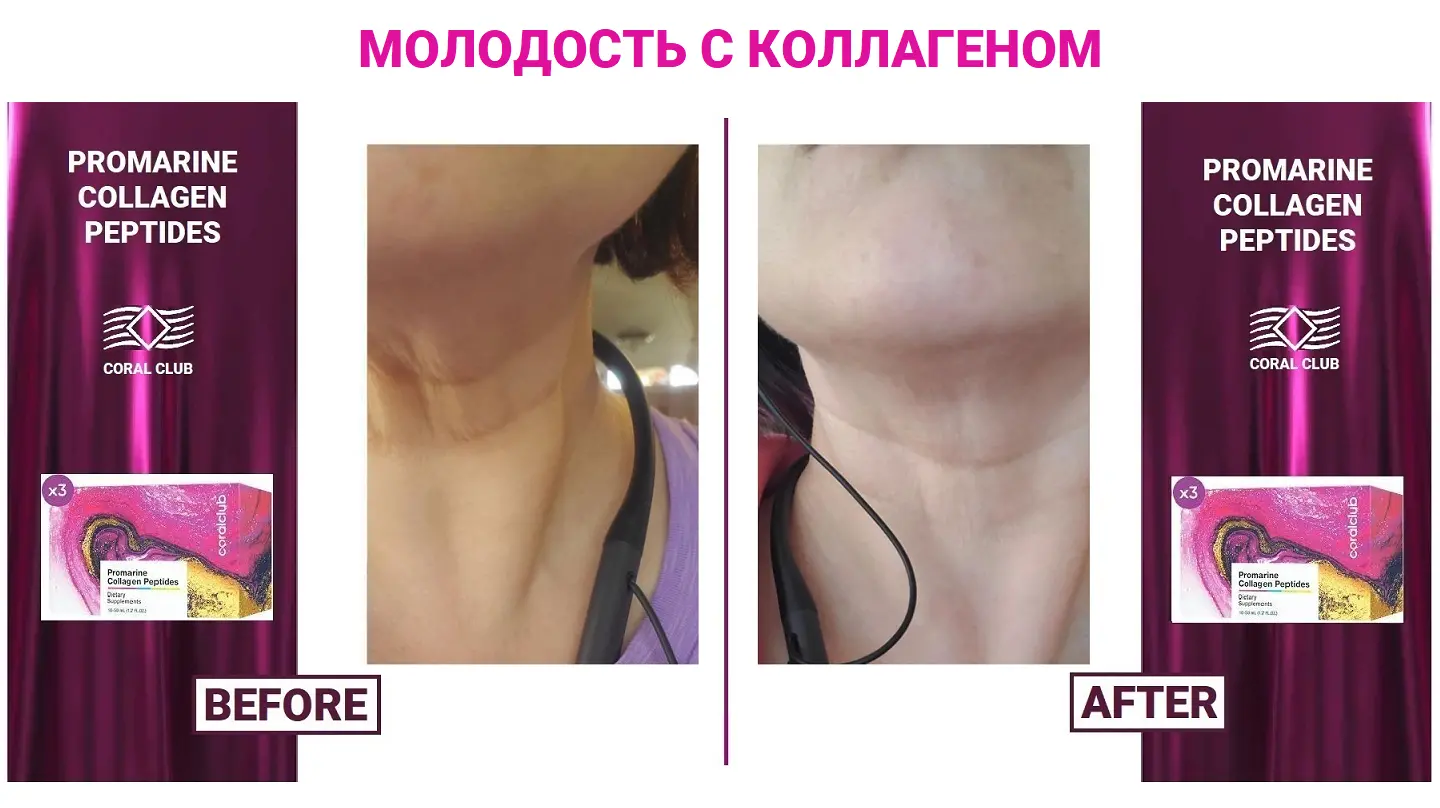 МОЛОДОСТЬ С КОЛЛАГЕНОМ
PROMARINE
COLLAGEN
PEPTIDES
CORAL CLUB
x3
coralclub
Promarine
Collagen Peptides
Dietary
Supplements
BEFORE
PROMARINE
COLLAGEN
PEPTIDES
CORAL CLUB
x3
coralclub
Promarine
Collagen Peptides
Dietary
Supplements
AFTER